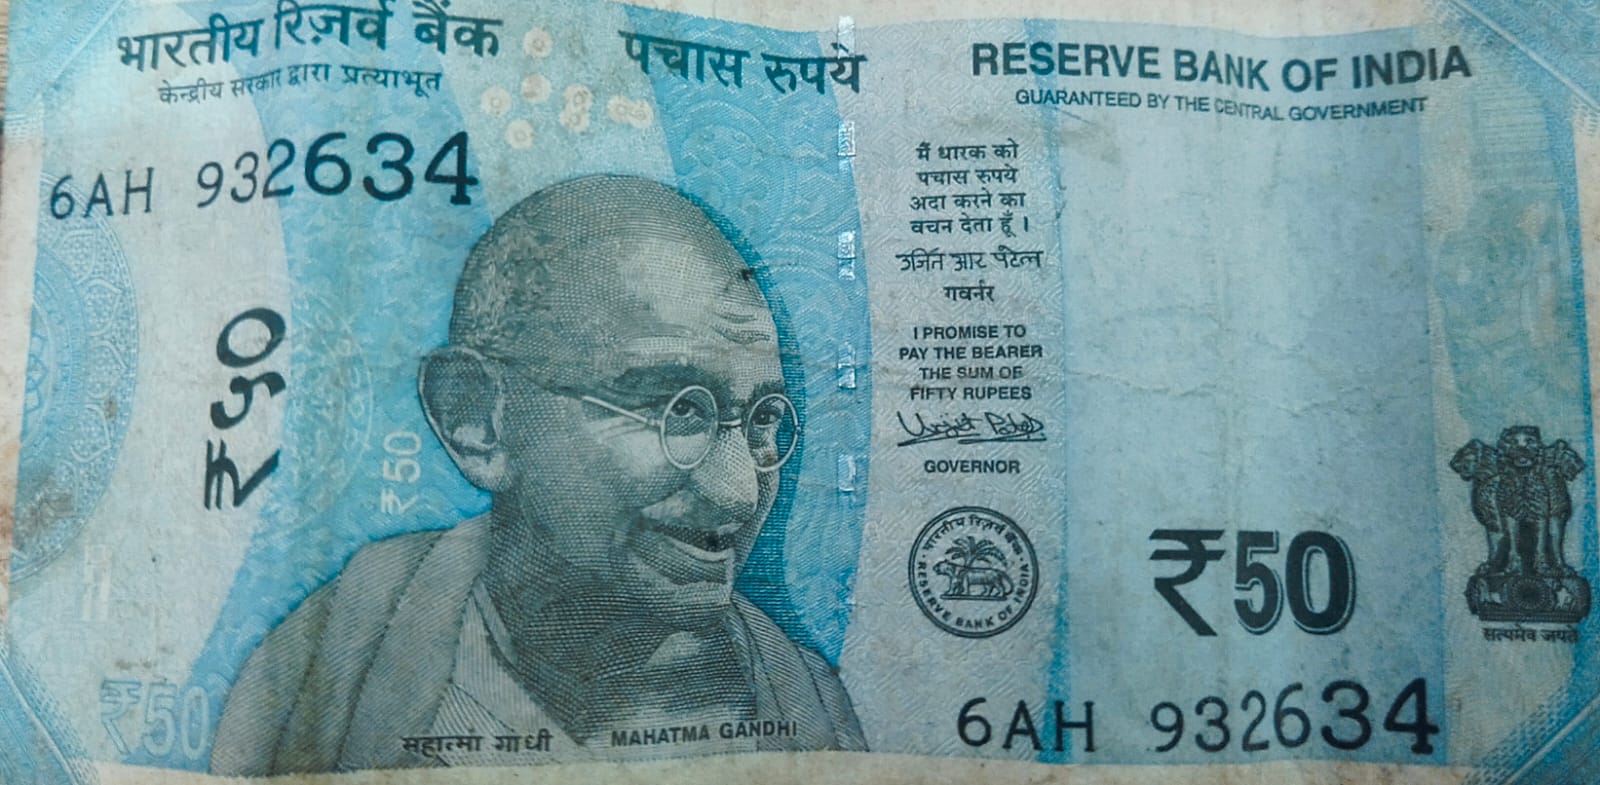 भारतीय रिज़र्व बैंक
केन्द्रीय सरकार द्वारा प्रत्याभूत
6AH 932634
पचास रुपये
RESERVE BANK OF INDIA
GUARANTEED BY THE CENTRAL GOVERNMENT
मैं धारक को
पचास रुपये
अदा करने का
वचन देता हूँ ।
उर्जित आर पटेल
गवर्नर
I PROMISE TO
PAY THE BEARER
THE SUM OF
FIFTY RUPEES
Urjit Patel
GOVERNOR
भारतीय रिज़र्व बैंक
RESERVE BANK OF INDIA
₹५०
₹50
₹50
₹50
सत्यमेव जयते
महात्मा गांधी
MAHATMA GANDHI
6AH 932634